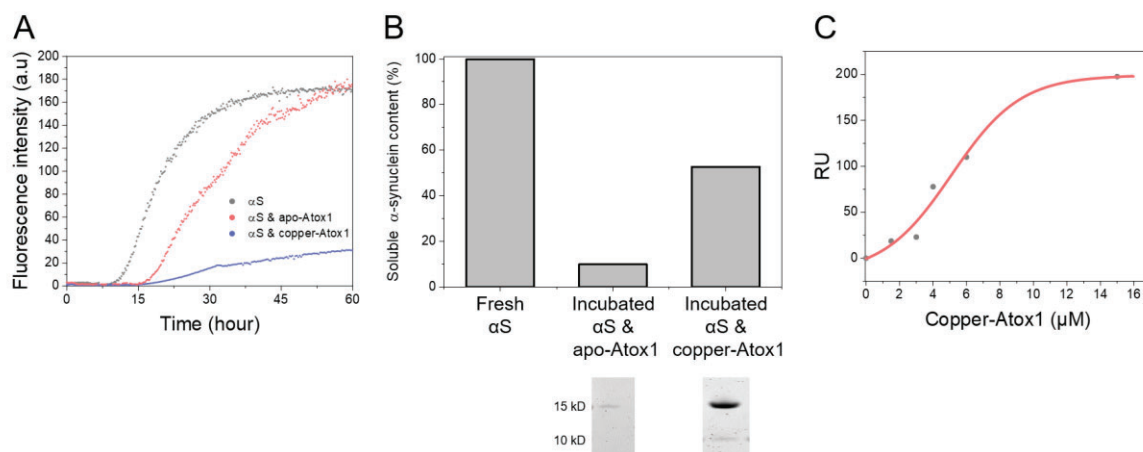 A
Fluorescence intensity (a.u)
200
180
160
140
120
100
80
60
40
20
0
αS
αS & apo-Atox1
αS & copper-Atox1
0 15 30 45 60
Time (hour)
B
Soluble α-synuclein content (%)
100
80
60
40
20
0
Fresh Incubated Incubated
αS αS & αS &
apo-Atox1 copper-Atox1
15 kD
10 kD
C
RU
200
150
100
50
0
0 2 4 6 8 10 12 14 16
Copper-Atox1 (µM)